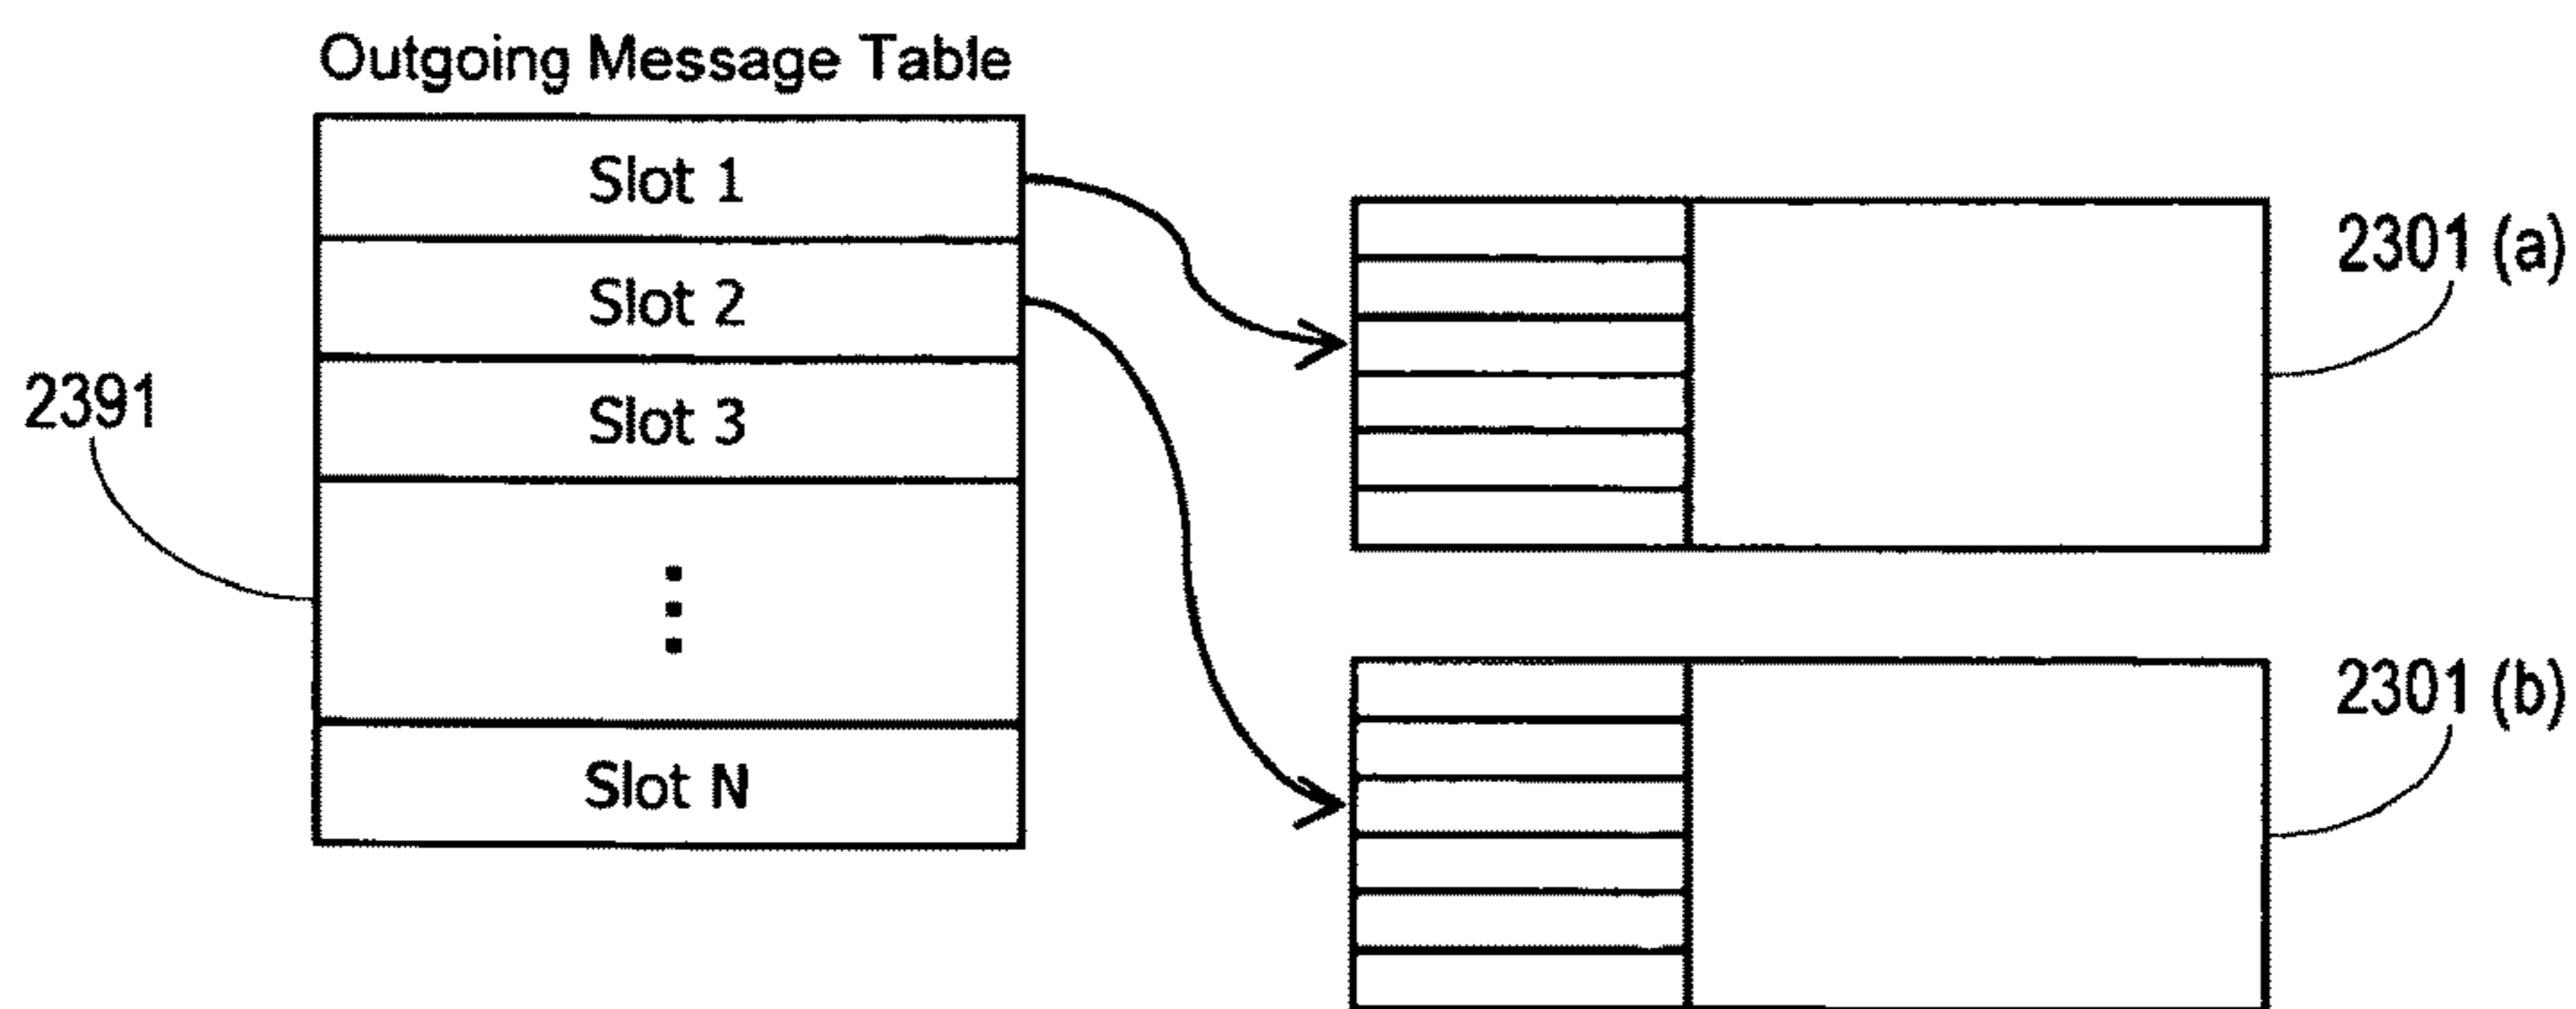 Outgoing Message Table
Slot 1
Slot 2
Slot 3
Slot N
2391
2301 (a)
2301 (b)